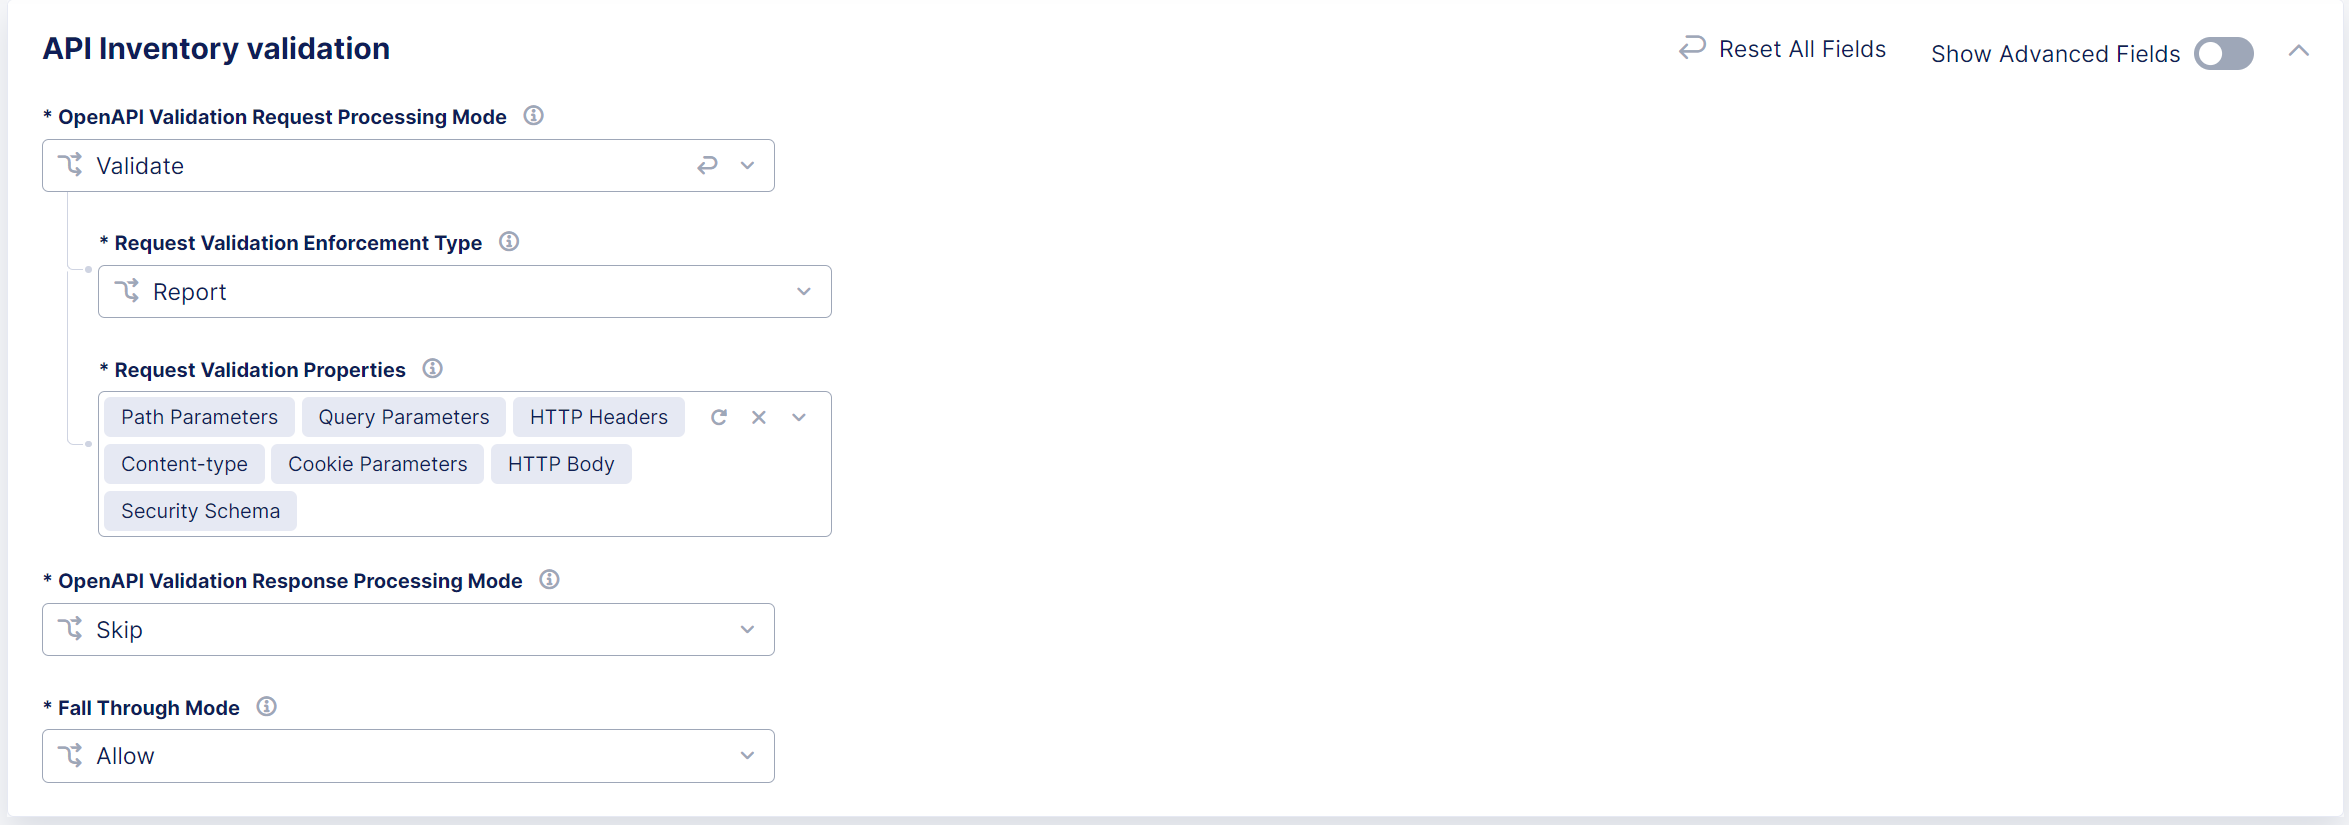 API Inventory validation
Reset All Fields
Show Advanced Fields
* OpenAPI Validation Request Processing Mode
Validate
* Request Validation Enforcement Type
Report
* Request Validation Properties
Path Parameters Query Parameters HTTP Headers
Content-type Cookie Parameters HTTP Body
Security Schema
* OpenAPI Validation Response Processing Mode
Skip
* Fall Through Mode
Allow